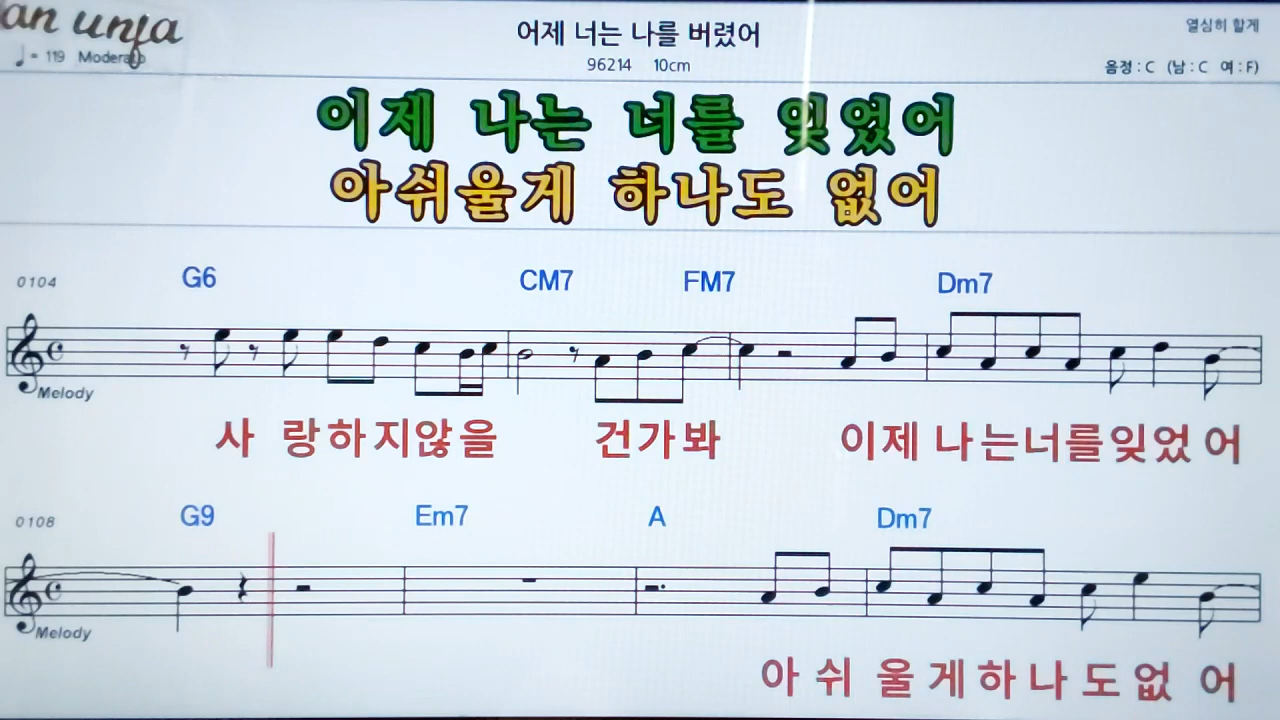 어제 너는 나를 버렸어
열심히 할게
♩= 119 Moderato
96214 10cm
음정 : C (남 : C 여 : F)
이제 나는 너를 잊었어
아쉬울게 하나도 없어
0104 G6 CM7 FM7 Dm7
Melody
사 랑하지않을 건가봐 이제 나는너를잊었 어
0108 G9 Em7 A Dm7
Melody
아 쉬 울게하나 도없 어